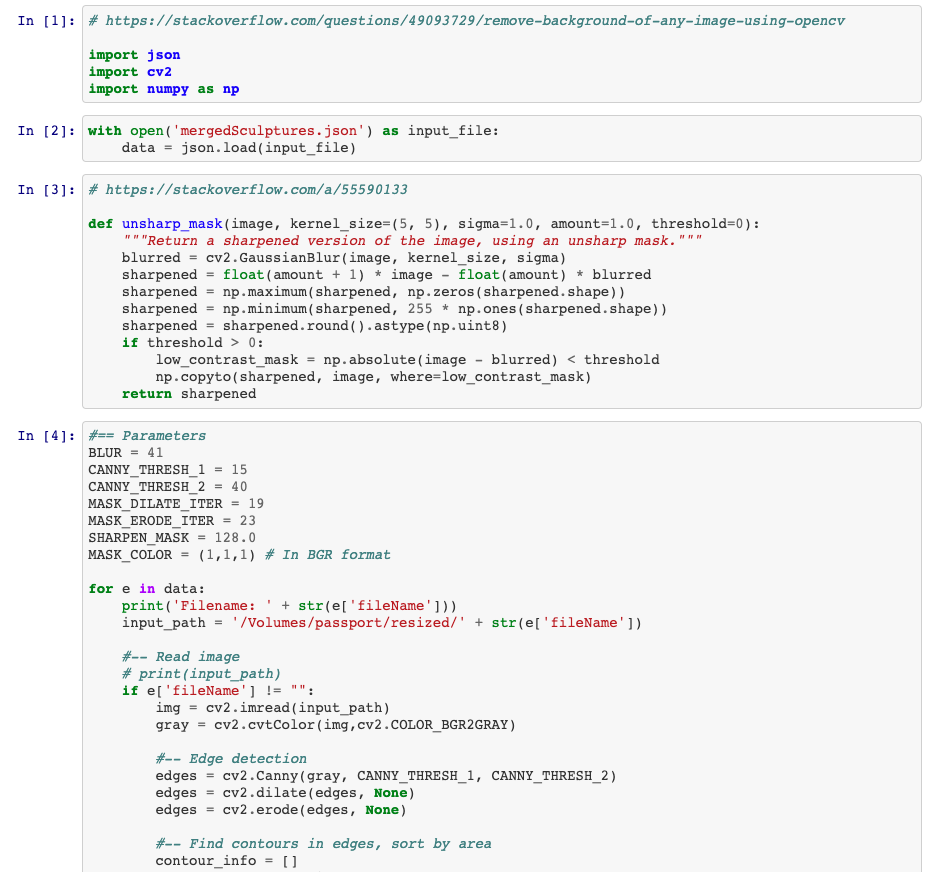 In [1]: # https://stackoverflow.com/questions/49093729/remove-background-of-any-image-using-opencv
import json
import cv2
import numpy as np
In [2]: with open('mergedSculptures.json') as input_file:
    data = json.load(input_file)
In [3]: # https://stackoverflow.com/a/55590133
def unsharp_mask(image, kernel_size=(5, 5), sigma=1.0, amount=1.0, threshold=0):
    """Return a sharpened version of the image, using an unsharp mask."""
    blurred = cv2.GaussianBlur(image, kernel_size, sigma)
    sharpened = float(amount + 1) * image - float(amount) * blurred
    sharpened = np.maximum(sharpened, np.zeros(sharpened.shape))
    sharpened = np.minimum(sharpened, 255 * np.ones(sharpened.shape))
    sharpened = sharpened.round().astype(np.uint8)
    if threshold > 0:
        low_contrast_mask = np.absolute(image - blurred) < threshold
        np.copyto(sharpened, image, where=low_contrast_mask)
    return sharpened
In [4]: #== Parameters
BLUR = 41
CANNY_THRESH_1 = 15
CANNY_THRESH_2 = 40
MASK_DILATE_ITER = 19
MASK_ERODE_ITER = 23
SHARPEN_MASK = 128.0
MASK_COLOR = (1,1,1) # In BGR format
for e in data:
    print('Filename: ' + str(e['fileName']))
    input_path = '/Volumes/passport/resized/' + str(e['fileName'])
    #-- Read image
    # print(input_path)
    if e['fileName'] != "":
        img = cv2.imread(input_path)
        gray = cv2.cvtColor(img,cv2.COLOR_BGR2GRAY)
        #-- Edge detection
        edges = cv2.Canny(gray, CANNY_THRESH_1, CANNY_THRESH_2)
        edges = cv2.dilate(edges, None)
        edges = cv2.erode(edges, None)
        #-- Find contours in edges, sort by area
        contour_info = []